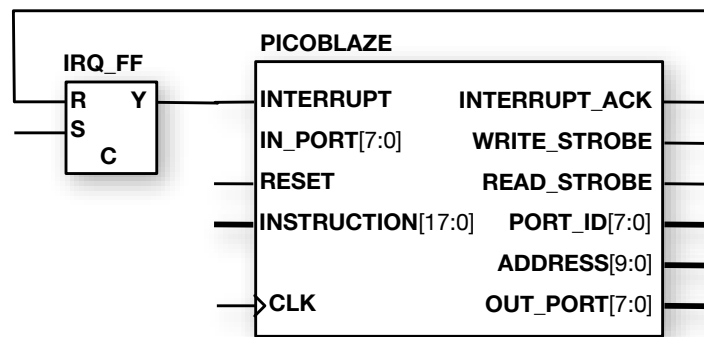 PICOBLAZE
IRQ_FF
R Y
S
C
INTERRUPT INTERRUPT_ACK
IN_PORT[7:0] WRITE_STROBE
RESET READ_STROBE
INSTRUCTION[17:0] PORT_ID[7:0]
ADDRESS[9:0]
CLK OUT_PORT[7:0]